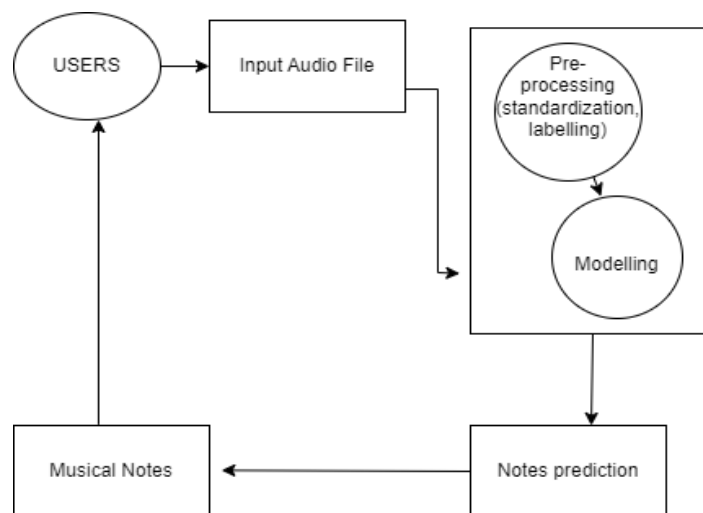 USERS
Input Audio File
Pre-
processing
(standardization,
labelling)
Modelling
Musical Notes
Notes prediction